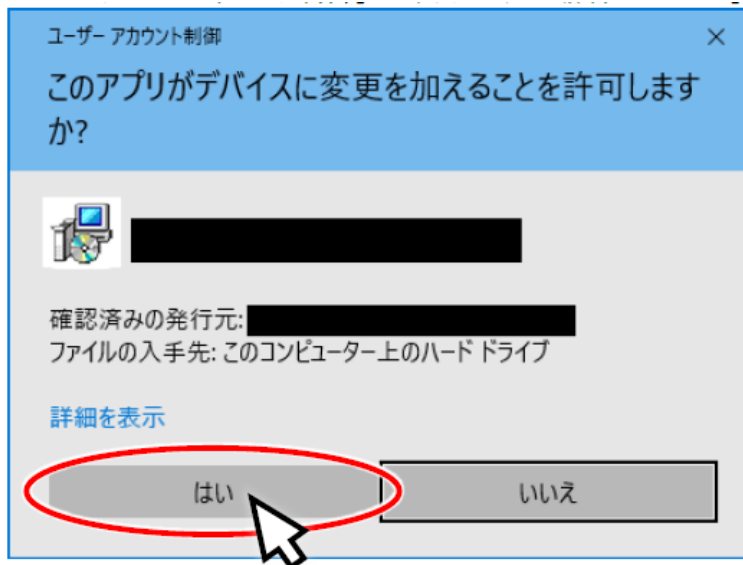 ユーザー アカウント制御
このアプリがデバイスに変更を加えることを許可します
か?
確認済みの発行元:
ファイルの入手先: このコンピューター上のハード ドライブ
詳細を表示
はい
いいえ